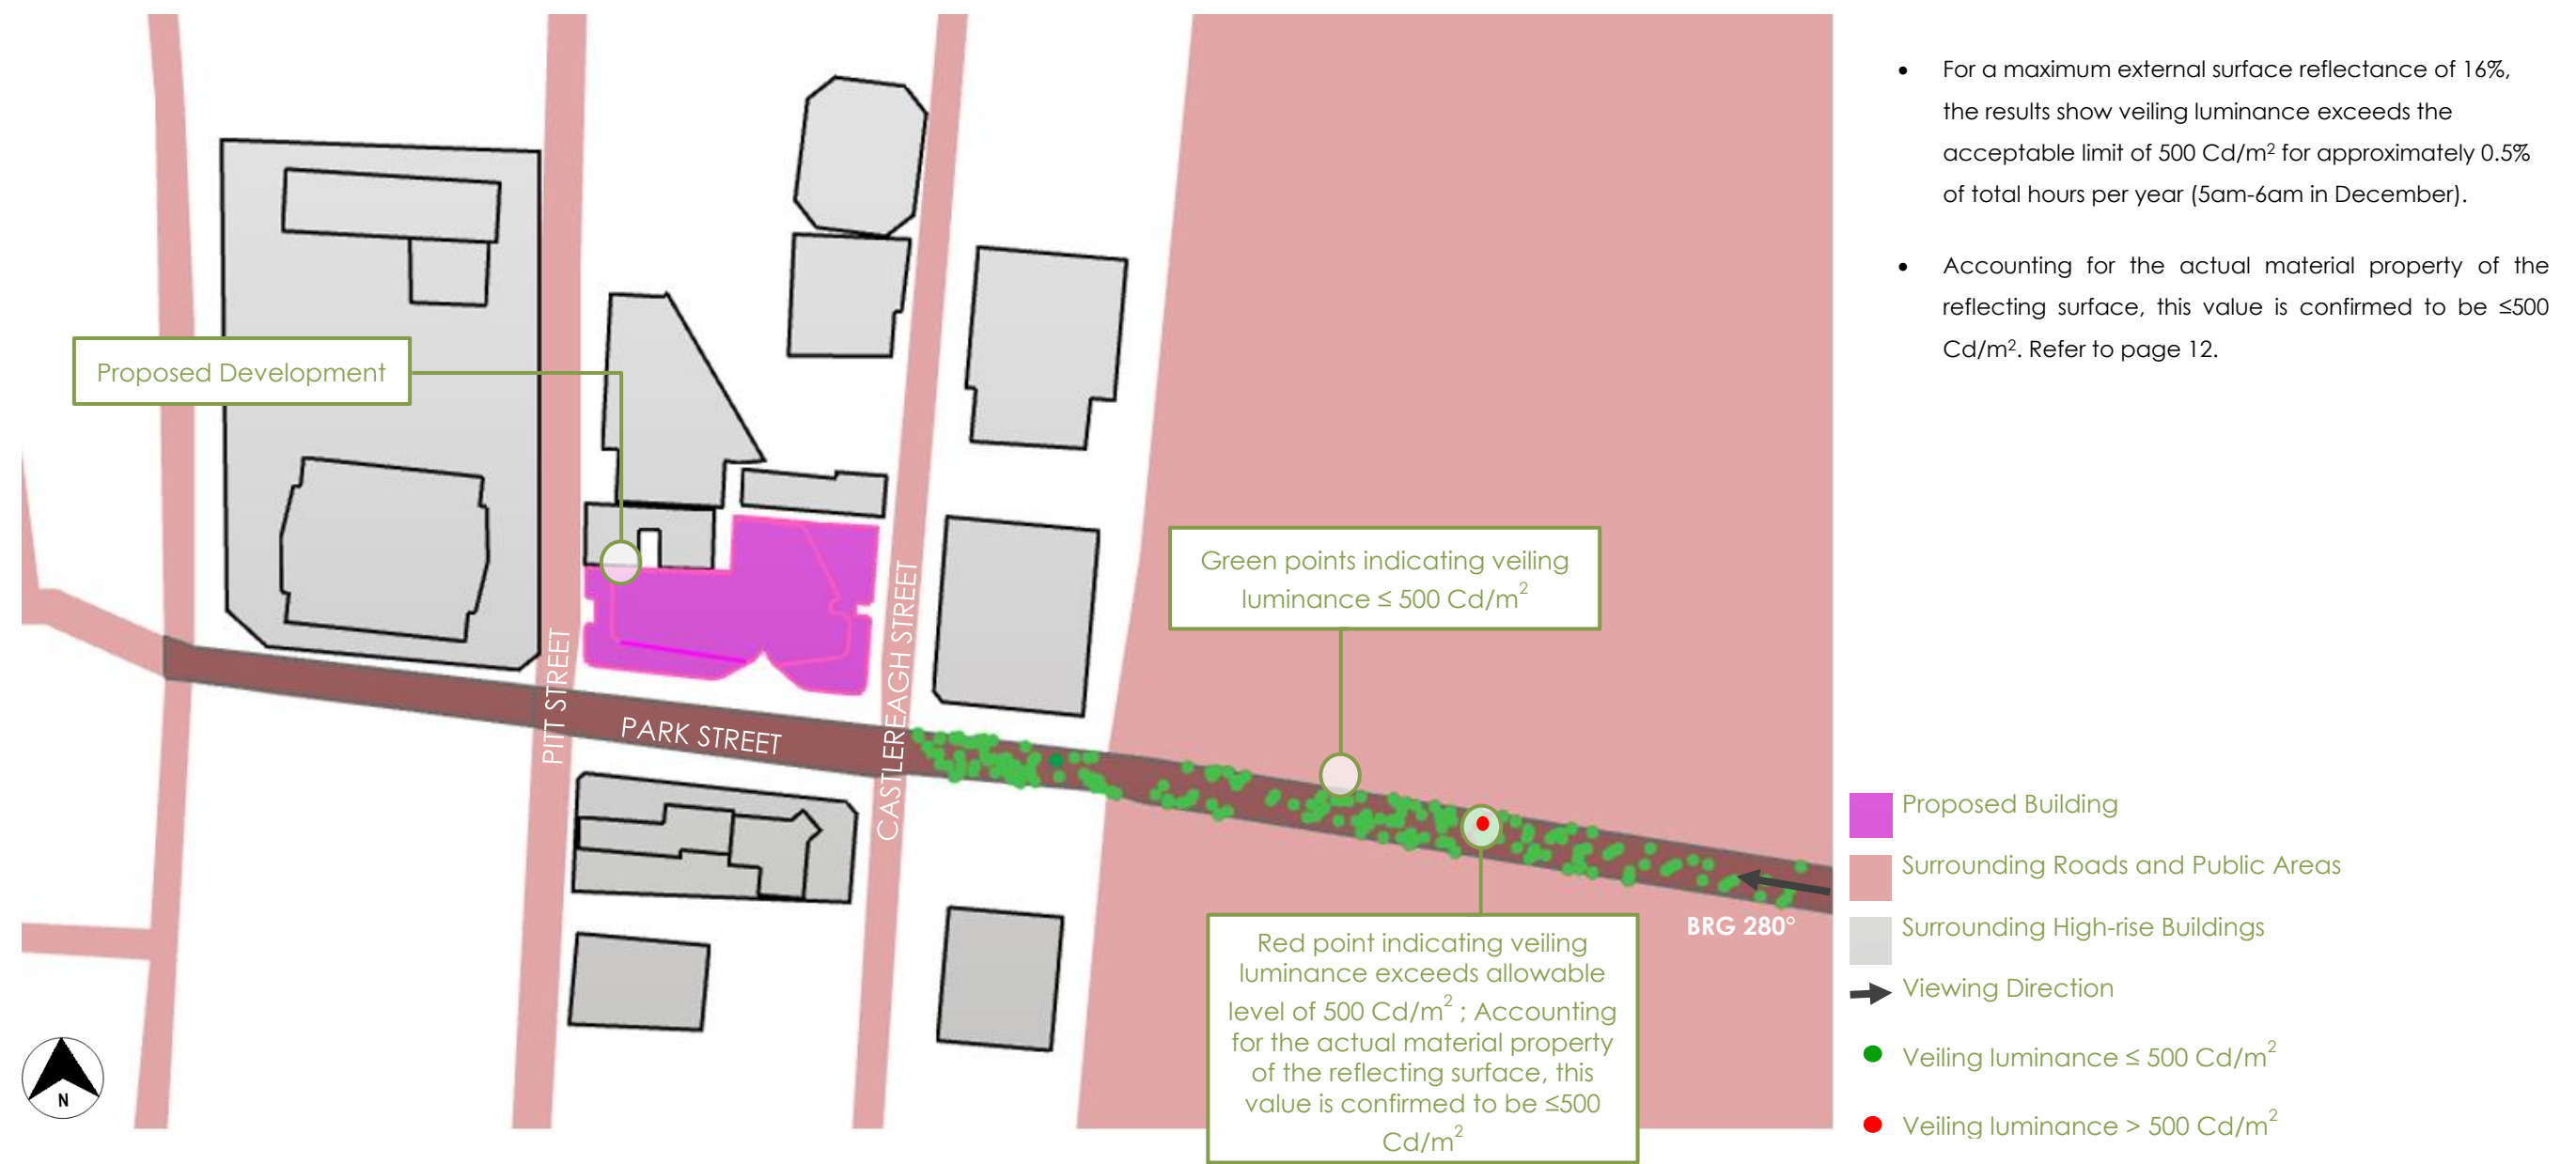 • For a maximum external surface reflectance of 16%,
the results show veiling luminance exceeds the
acceptable limit of 500 Cd/m² for approximately 0.5%
of total hours per year (5am-6am in December).
• Accounting for the actual material property of the
reflecting surface, this value is confirmed to be ≤500
Cd/m². Refer to page 12.
Proposed Development
Green points indicating veiling
luminance ≤ 500 Cd/m²
PITT STREET
PARK STREET
CASTLEREAGH STREET
BRG 280°
Red point indicating veiling
luminance exceeds allowable
level of 500 Cd/m² ; Accounting
for the actual material property
of the reflecting surface, this
value is confirmed to be ≤500
Cd/m²
N
Proposed Building
Surrounding Roads and Public Areas
Surrounding High-rise Buildings
Viewing Direction
Veiling luminance ≤ 500 Cd/m²
Veiling luminance > 500 Cd/m²